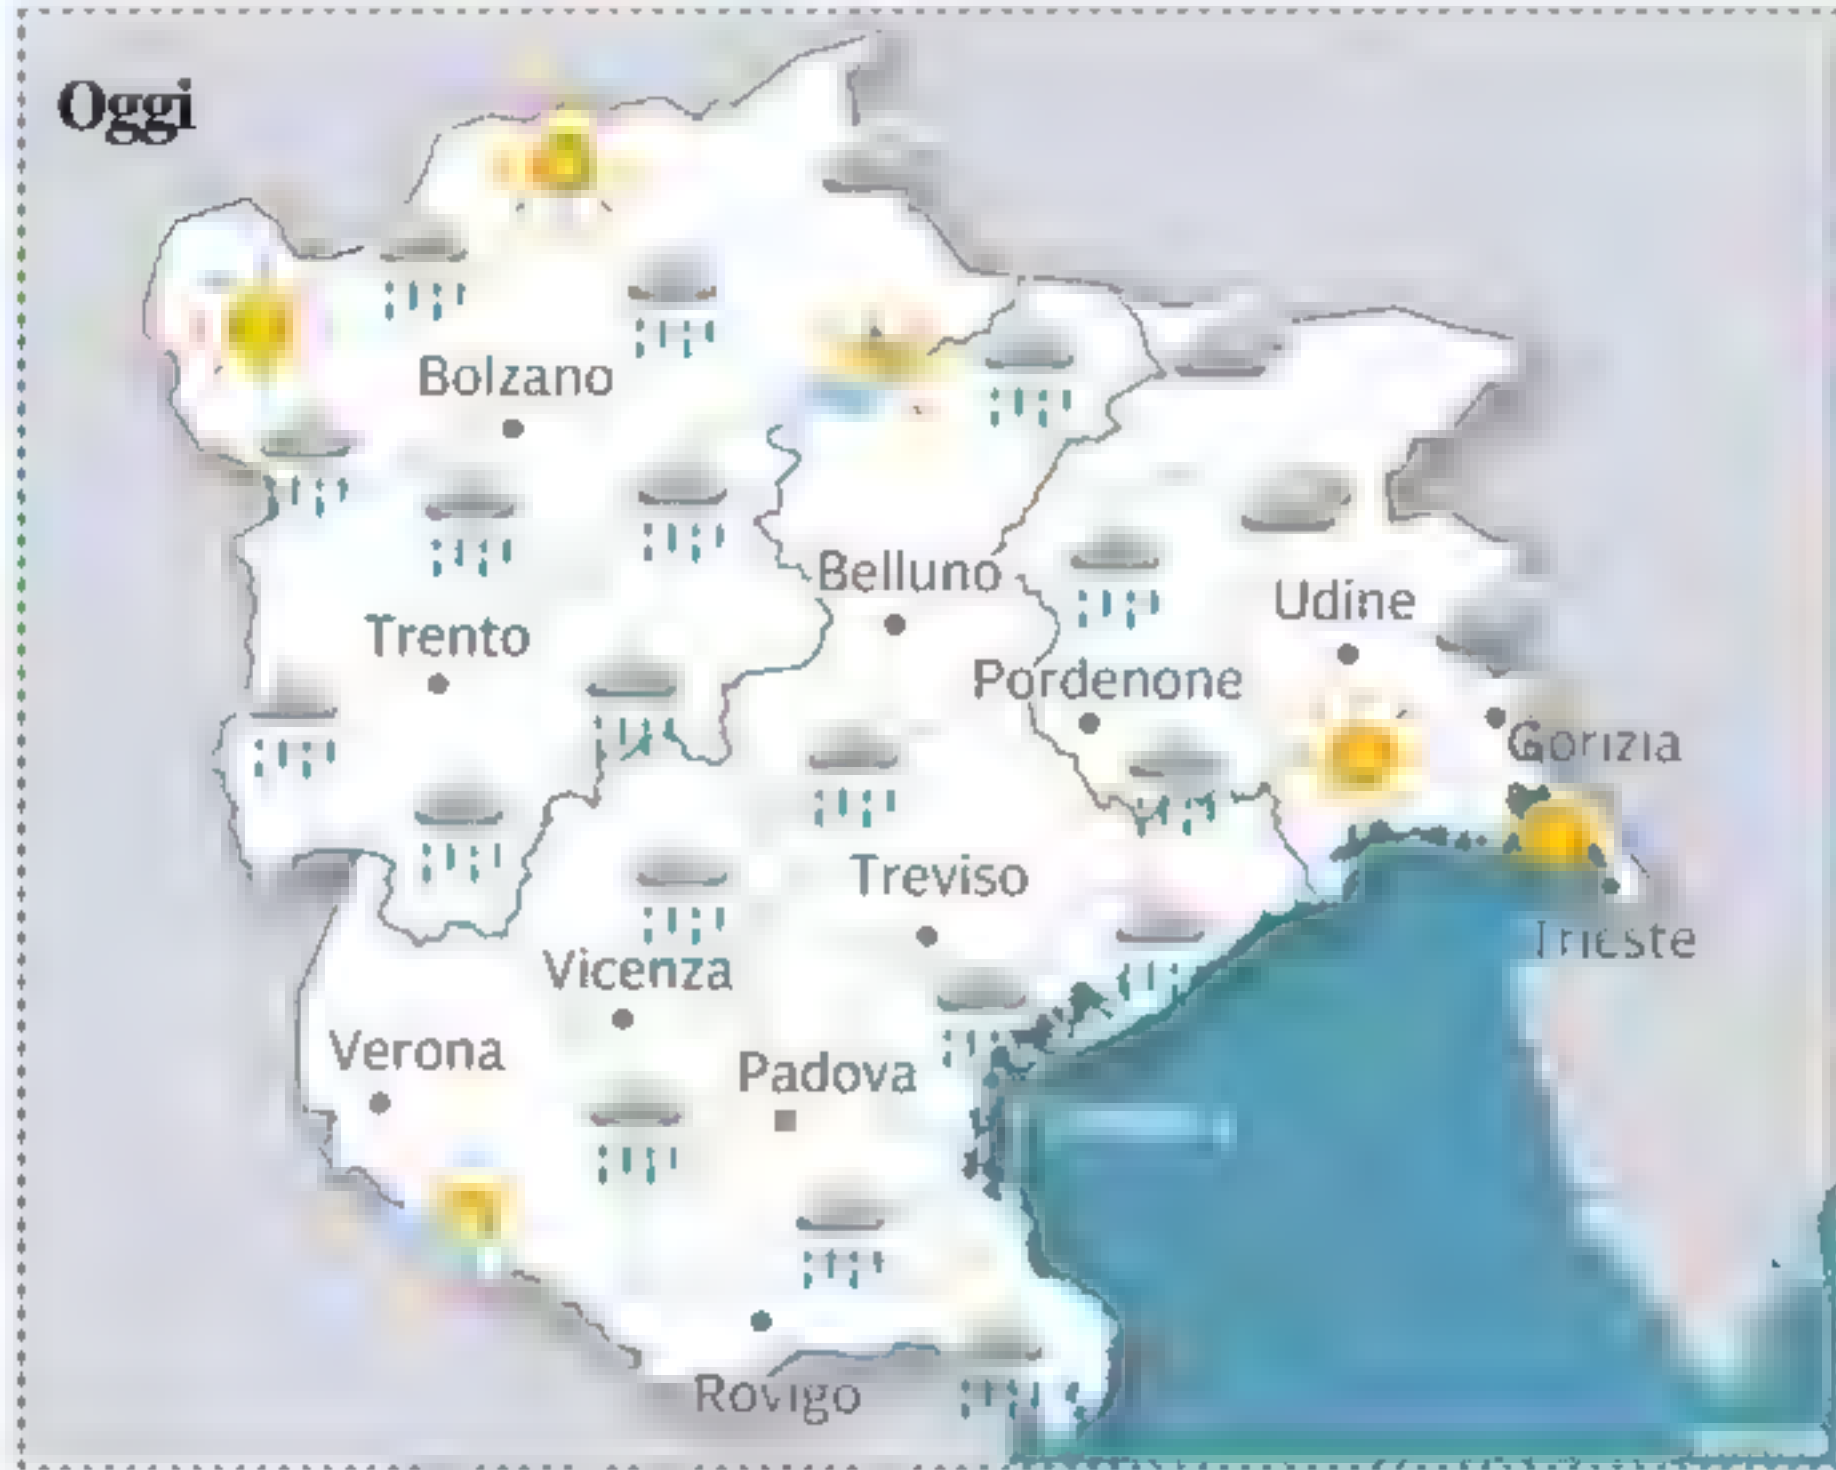 Oggi
Bolzano
Belluno
Udine
Trento
Pordenone
Gorizia
Treviso
Trieste
Vicenza
Verona
Padova
Rovigo